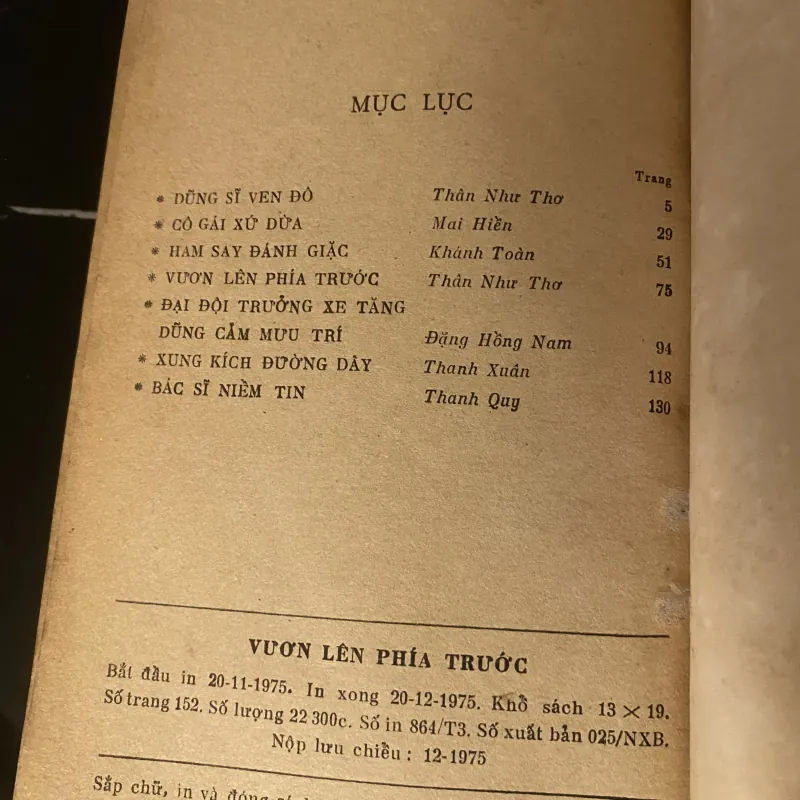 MỤC LỤC
Trang
* DŨNG SĨ VEN ĐÔ Thân Như Thơ 5
* CÔ GÁI XỨ DỪA Mai Hiền 29
* HAM SAY ĐÁNH GIẶC Khánh Toàn 51
* VƯƠN LÊN PHÍA TRƯỚC Thân Như Thơ 75
* ĐẠI ĐỘI TRƯỞNG XE TĂNG
DŨNG CẢM MƯU TRÍ Đặng Hồng Nam 94
* XUNG KÍCH ĐƯỜNG DÂY Thanh Xuân 118
* BÁC SĨ NIỀM TIN Thanh Quy 130
VƯƠN LÊN PHÍA TRƯỚC
Bắt đầu in 20-11-1975. In xong 20-12-1975. Khổ sách 13 × 19.
Số trang 152. Số lượng 22 300c. Số in 864/T3. Số xuất bản 025/NXB.
Nộp lưu chiểu : 12-1975
Sắp chữ, in và đóng